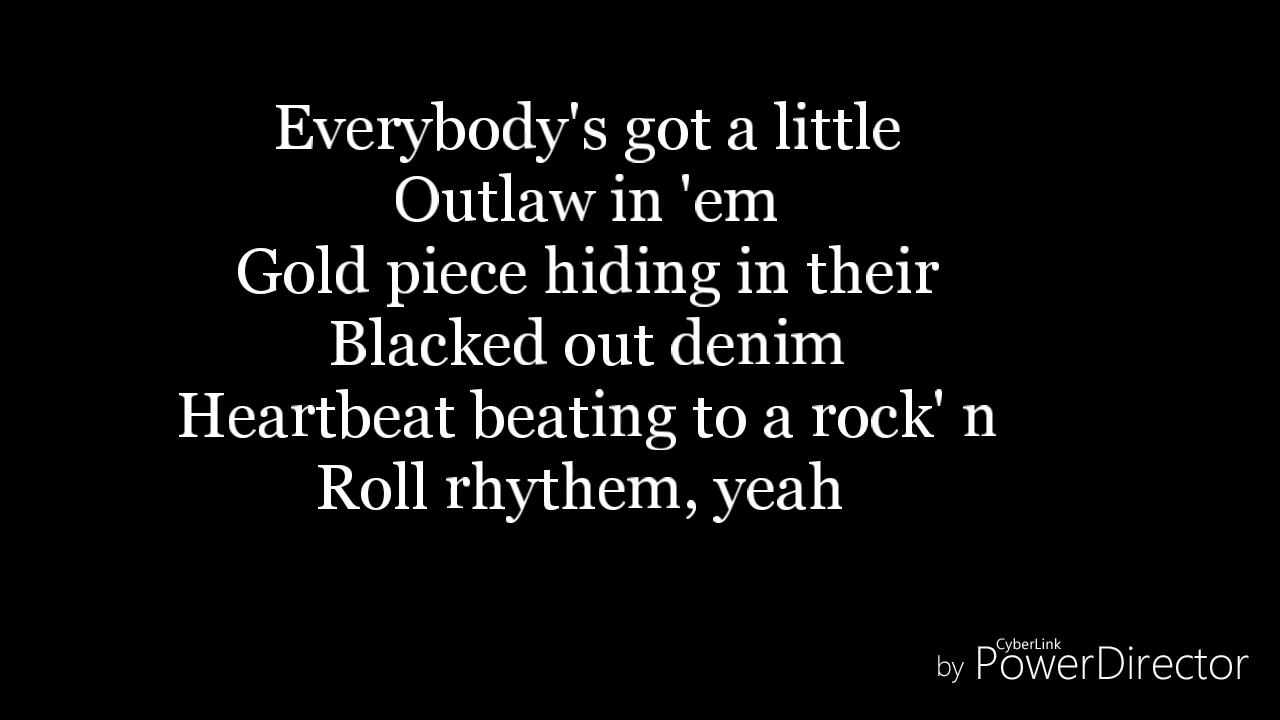 Everybody's got a little
Outlaw in 'em
Gold piece hiding in their
Blacked out denim
Heartbeat beating to a rock' n
Roll rhythem, yeah
CyberLink
by PowerDirector